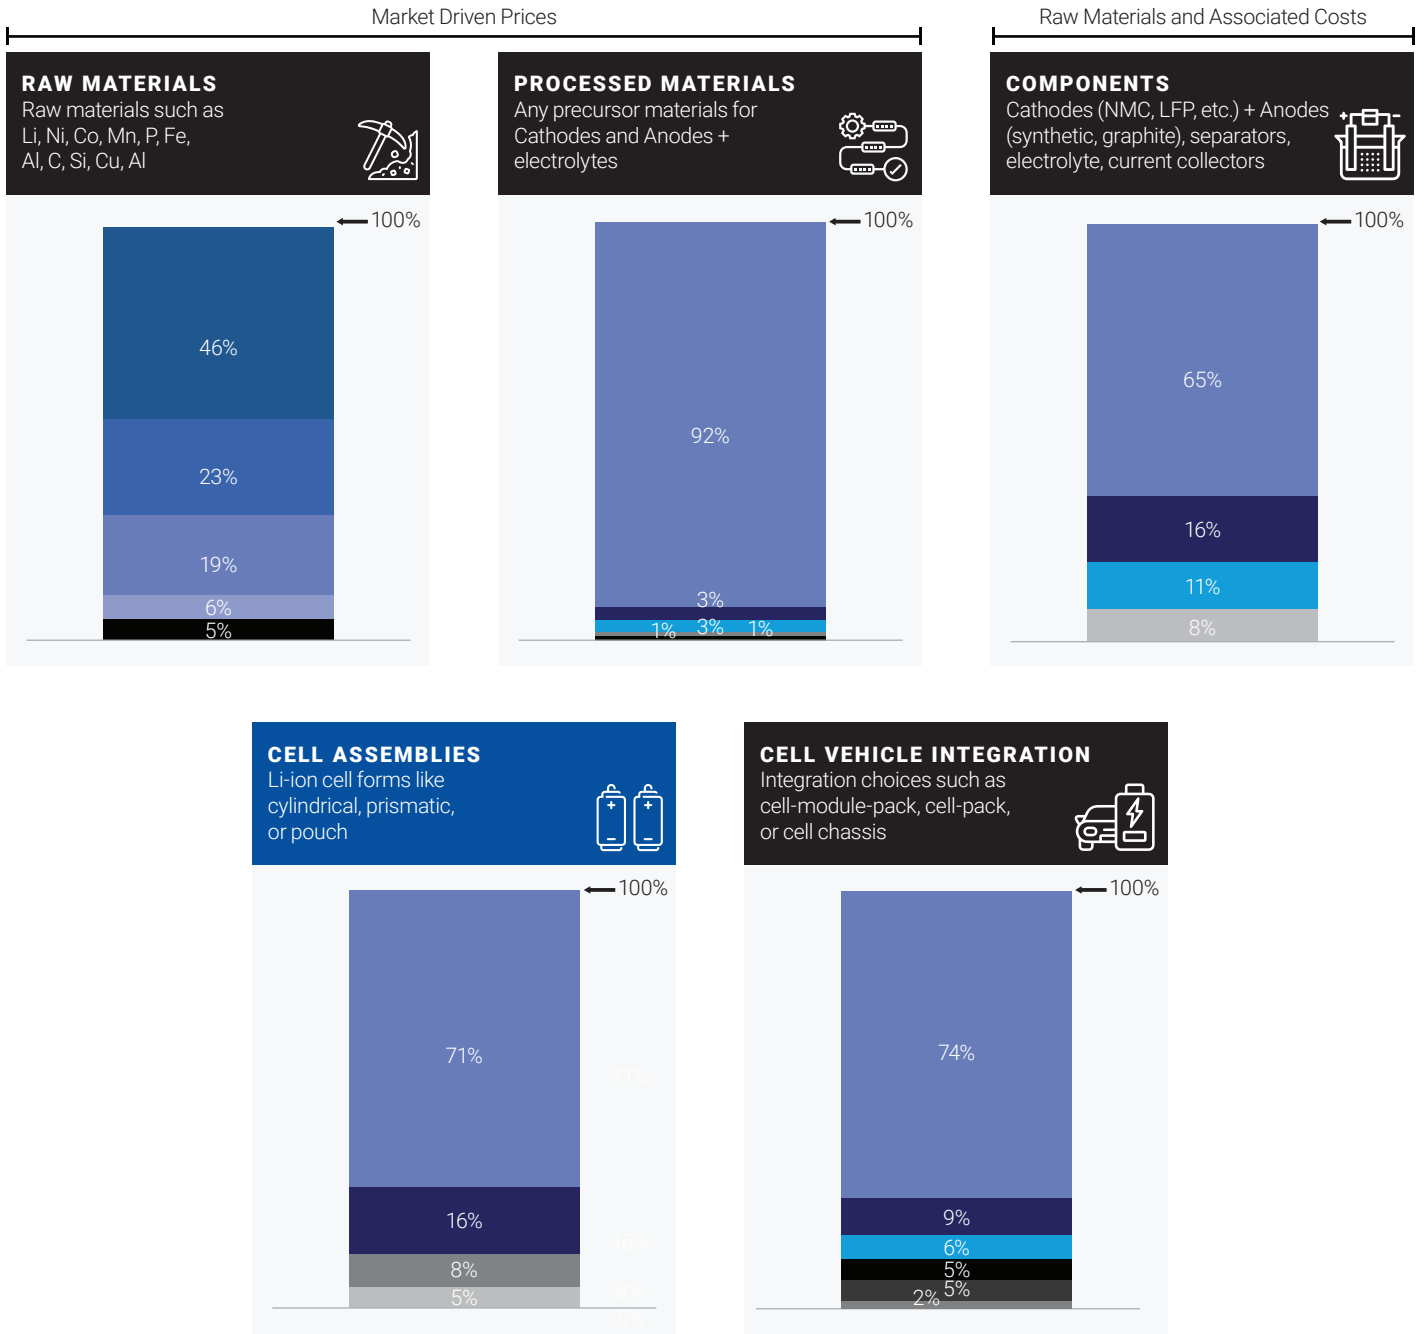 Market Driven Prices
Raw Materials and Associated Costs
RAW MATERIALS
Raw materials such as
Li, Ni, Co, Mn, P, Fe,
Al, C, Si, Cu, Al
100%
46%
23%
19%
6%
5%
PROCESSED MATERIALS
Any precursor materials for
Cathodes and Anodes +
electrolytes
100%
92%
3%
1% 3% 1%
COMPONENTS
Cathodes (NMC, LFP, etc.) + Anodes
(synthetic, graphite), separators,
electrolyte, current collectors
100%
65%
16%
11%
8%
CELL ASSEMBLIES
Li-ion cell forms like
cylindrical, prismatic,
or pouch
100%
71%
71%
16%
16%
8%
8%
5%
5%
CELL VEHICLE INTEGRATION
Integration choices such as
cell-module-pack, cell-pack,
or cell chassis
100%
74%
9%
6%
5%
5%
2%